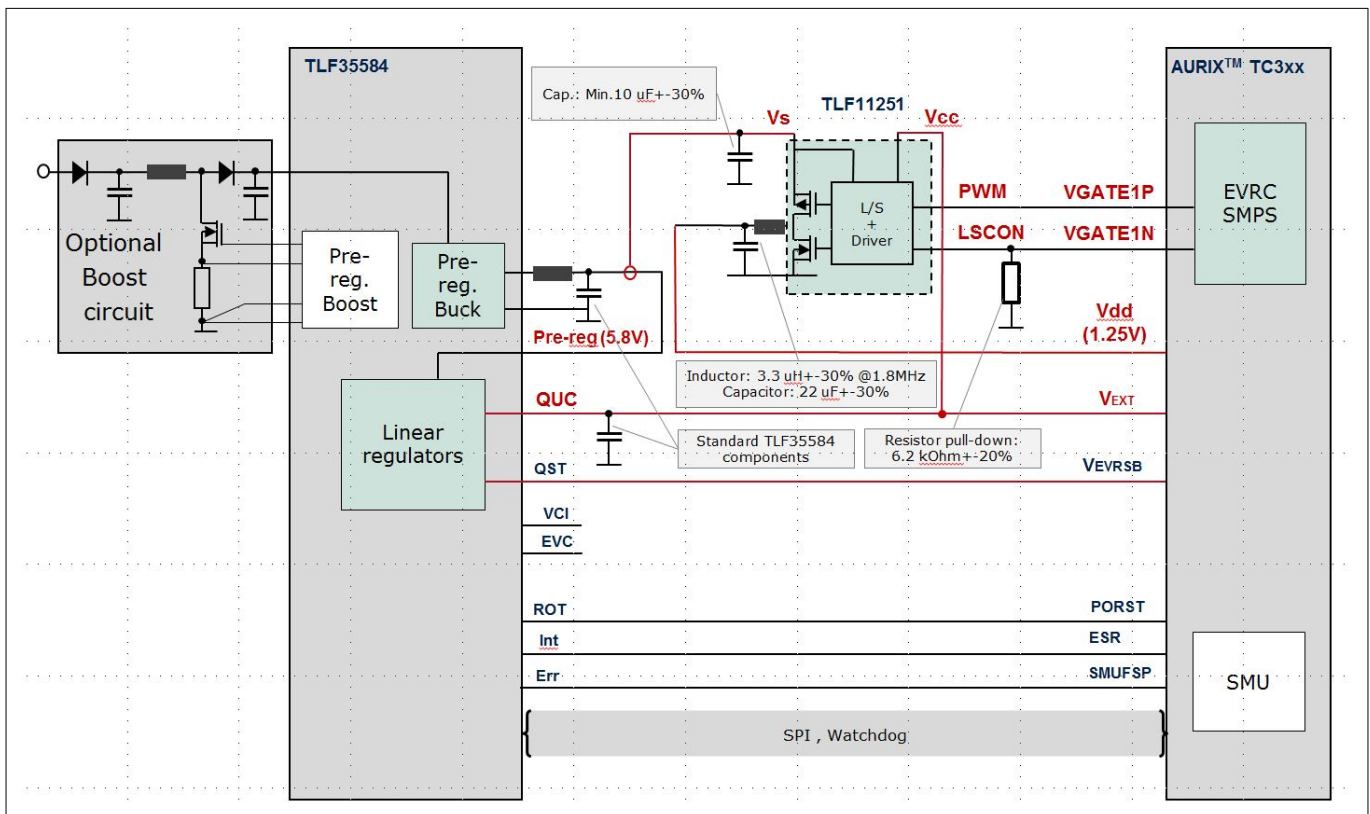 TLF35584
AURIX™ TC3xx
Cap.: Min.10 uF+-30%
TLF11251
Vs
Vcc
EVRC
SMPS
PWM
VGATE1P
L/S
+
Driver
LSCON
VGATE1N
Optional
Boost
circuit
Pre-
reg.
Boost
Pre-
reg.
Buck
Pre-reg(5.8V)
Vdd
(1.25V)
Inductor: 3.3 uH+-30% @1.8MHz
Capacitor: 22 uF+-30%
QUC
VEXT
Linear
regulators
Standard TLF35584
components
Resistor pull-down:
6.2 kOhm+-20%
QST
VEVRSB
VCI
EVC
ROT
PORST
Int
ESR
Err
SMUFSP
SMU
SPI , Watchdog